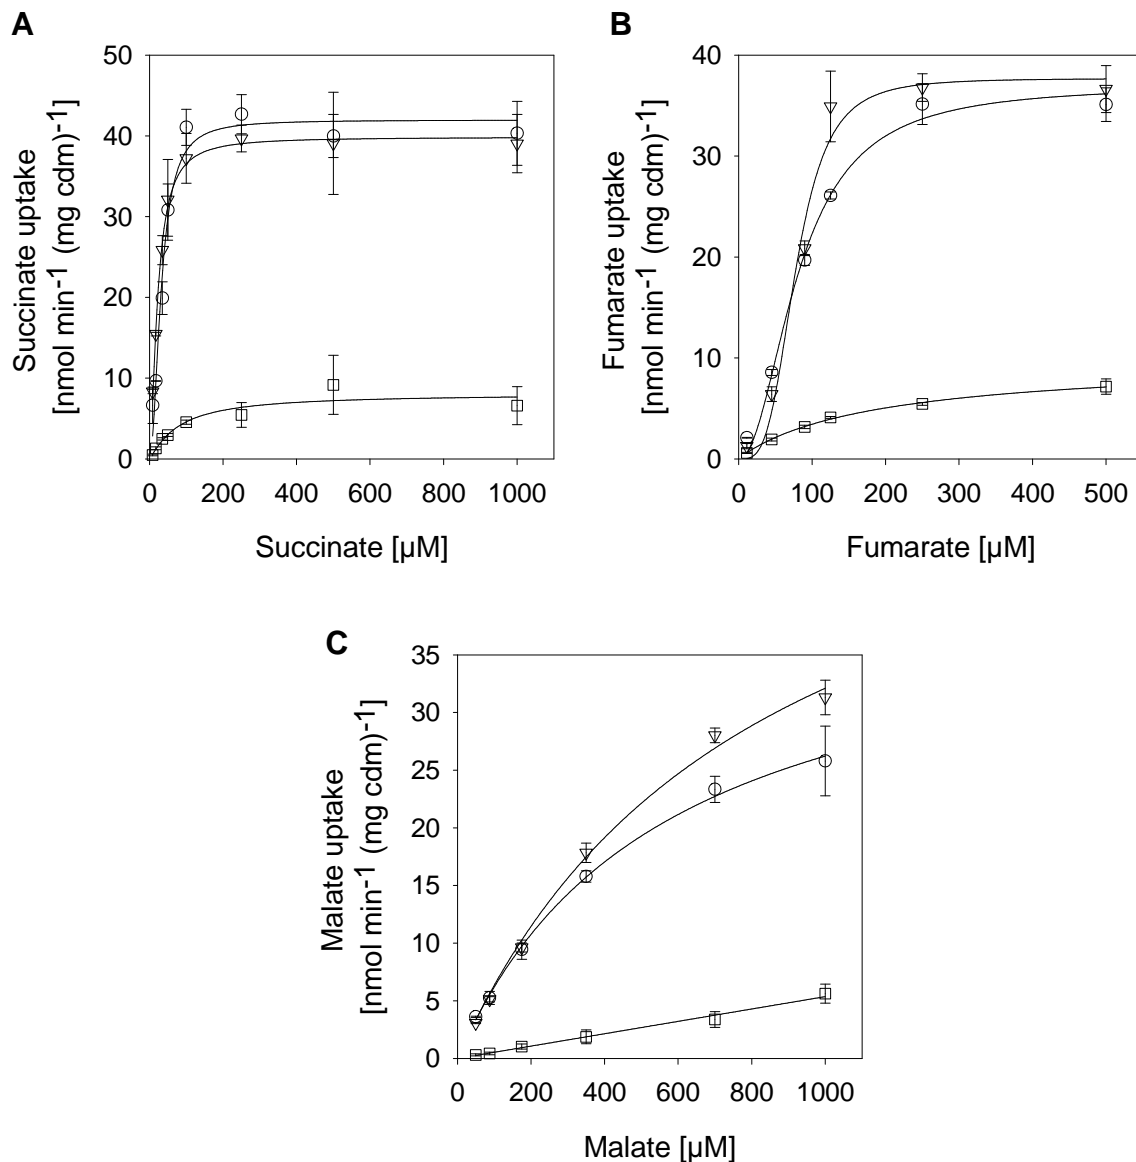 A
Succinate uptake
[nmol min-1 (mg cdm)-1]
50
40
30
20
10
0
0 200 400 600 800 1000
Succinate [µM]
B
Fumarate uptake
[nmol min-1 (mg cdm)-1]
40
30
20
10
0
0 100 200 300 400 500
Fumarate [µM]
C
Malate uptake
[nmol min-1 (mg cdm)-1]
35
30
25
20
15
10
5
0
0 200 400 600 800 1000
Malate [µM]